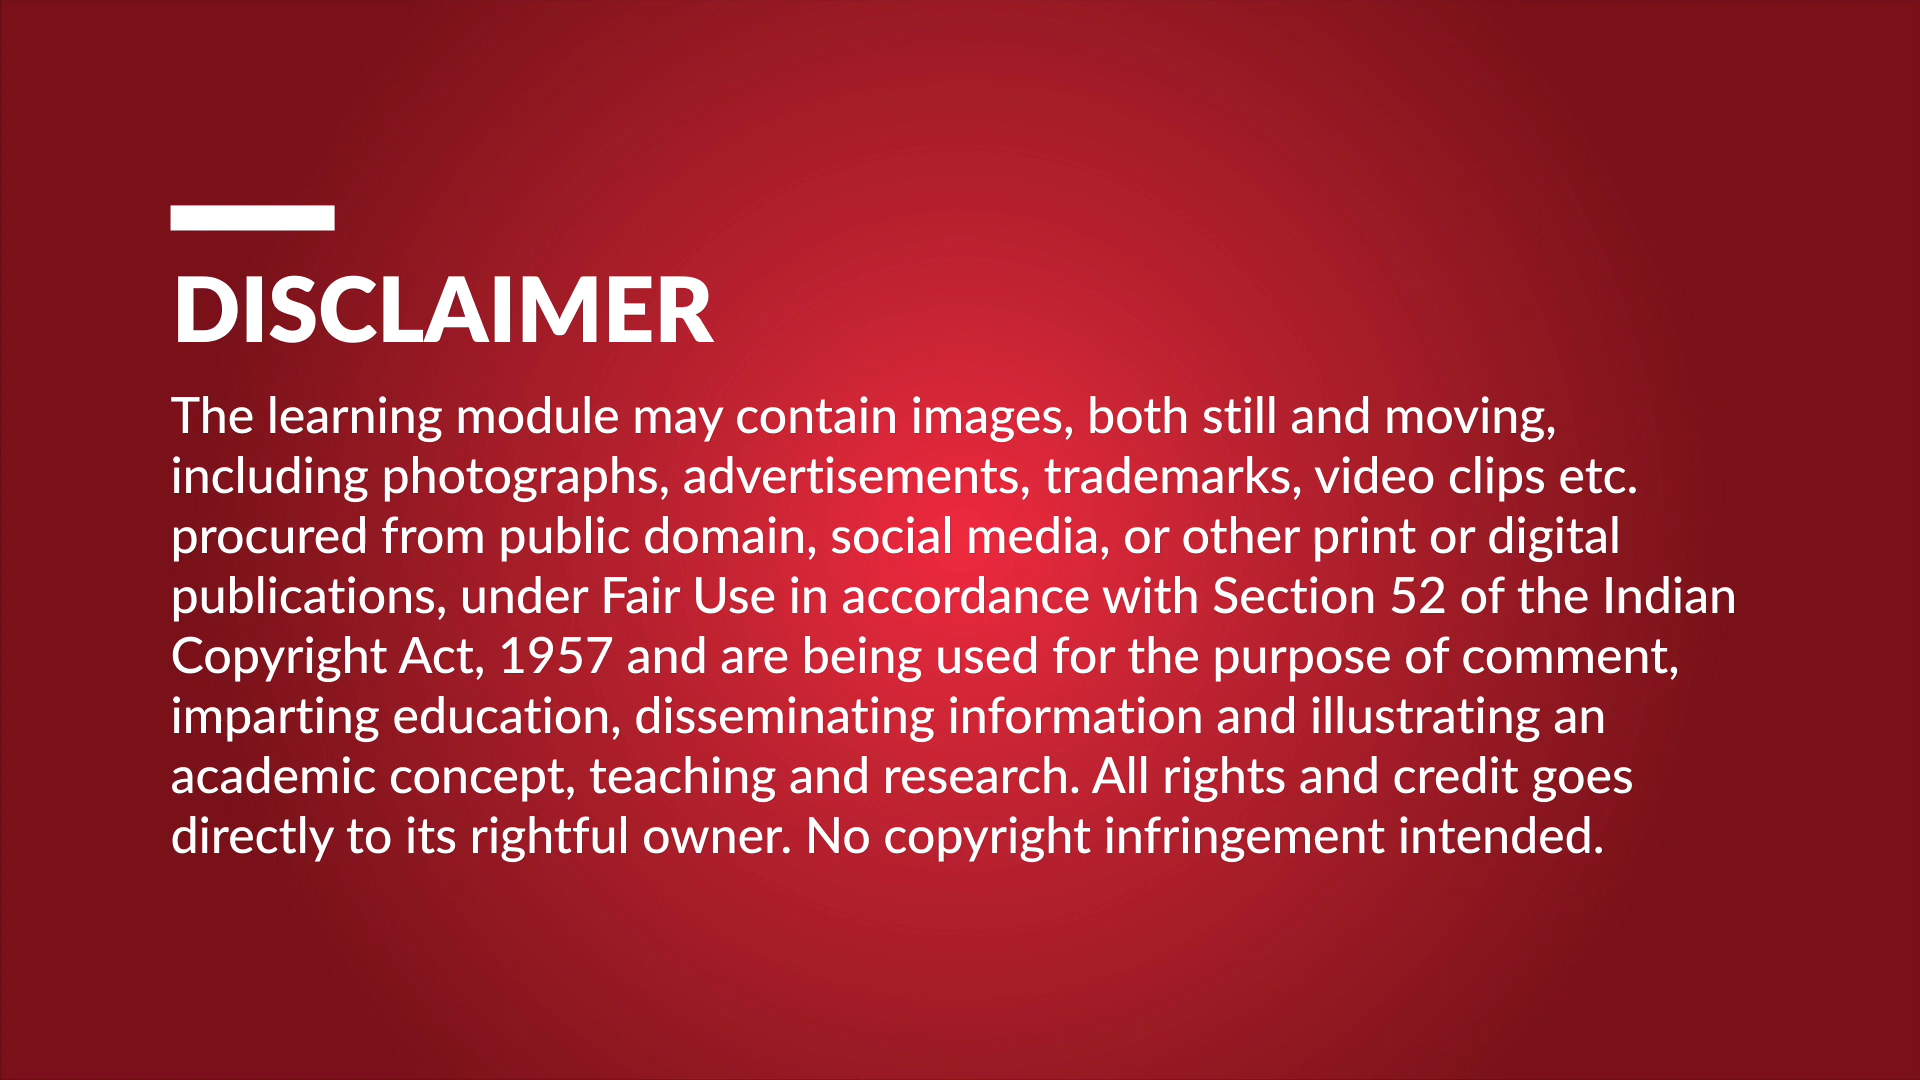 DISCLAIMER
The learning module may contain images, both still and moving,
including photographs, advertisements, trademarks, video clips etc.
procured from public domain, social media, or other print or digital
publications, under Fair Use in accordance with Section 52 of the Indian
Copyright Act, 1957 and are being used for the purpose of comment,
imparting education, disseminating information and illustrating an
academic concept, teaching and research. All rights and credit goes
directly to its rightful owner. No copyright infringement intended.